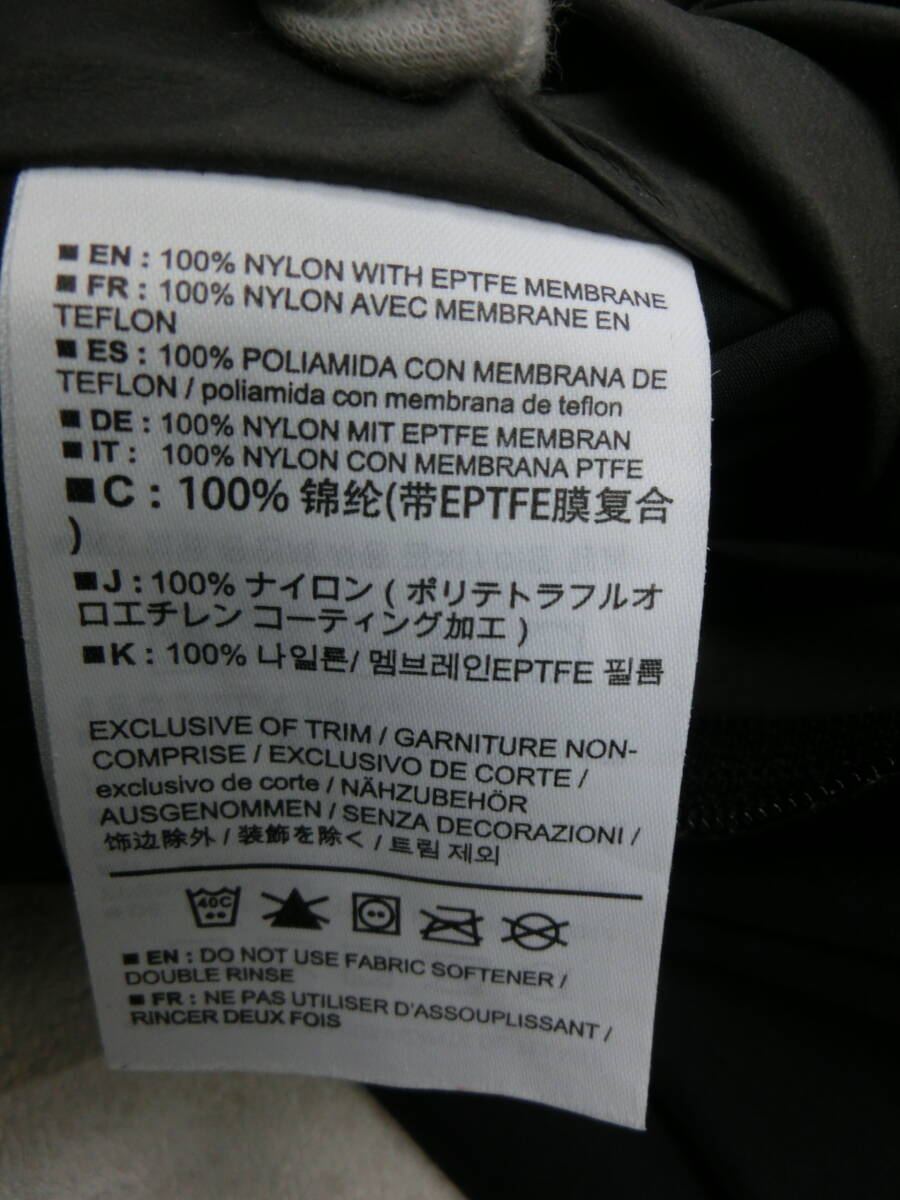 ■ EN : 100% NYLON WITH EPTFE MEMBRANE
■ FR : 100% NYLON AVEC MEMBRANE EN
TEFLON
■ ES : 100% POLIAMIDA CON MEMBRANA DE
TEFLON / poliamida con membrana de teflon
■ DE : 100% NYLON MIT EPTFE MEMBRAN
■ IT : 100% NYLON CON MEMBRANA PTFE
■ C : 100% 锦纶(带EPTFE膜复合
)
■ J : 100% ナイロン ( ポリテトラフルオ
ロエチレン コーティング加工 )
■ K : 100% 나일론/ 멤브레인EPTFE 필름
EXCLUSIVE OF TRIM / GARNITURE NON-
COMPRISE / EXCLUSIVO DE CORTE /
exclusivo de corte / NÄHZUBEHÖR
AUSGENOMMEN / SENZA DECORAZIONI /
饰边除外 / 装飾を除く / 트림 제외
40C
■ EN : DO NOT USE FABRIC SOFTENER /
DOUBLE RINSE
■ FR : NE PAS UTILISER D'ASSOUPLISSANT /
RINCER DEUX FOIS